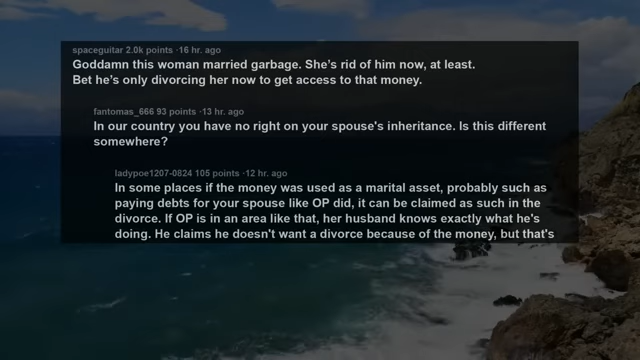 spaceguitar 2.0k points ·16 hr. ago
Goddamn this woman married garbage. She's rid of him now, at least.
Bet he's only divorcing her now to get access to that money.
fantomas_666 93 points ·13 hr. ago
In our country you have no right on your spouse's inheritance. Is this different
somewhere?
ladypoe1207-0824 105 points ·12 hr. ago
In some places if the money was used as a marital asset, probably such as
paying debts for your spouse like OP did, it can be claimed as such in the
divorce. If OP is in an area like that, her husband knows exactly what he's
doing. He claims he doesn't want a divorce because of the money, but that's